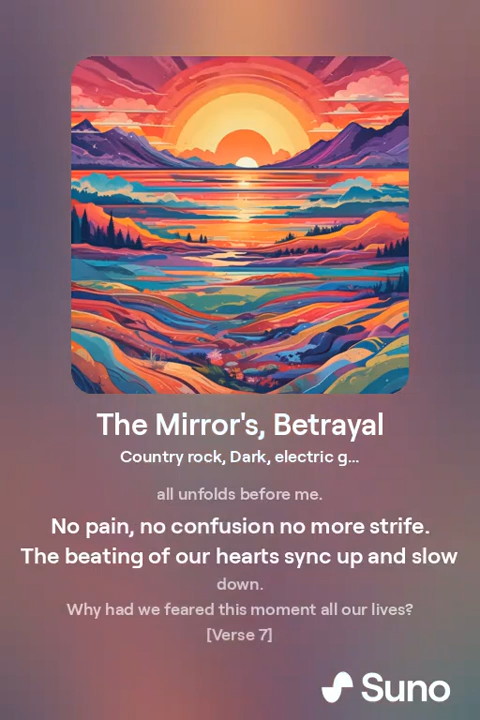 The Mirror's, Betrayal
Country rock, Dark, electric g...
all unfolds before me.
No pain, no confusion no more strife.
The beating of our hearts sync up and slow
down.
Why had we feared this moment all our lives?
[Verse 7]
Suno